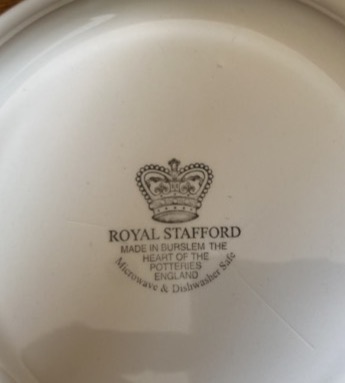 ROYAL STAFFORD
MADE IN BURSLEM THE
HEART OF THE
POTTERIES
ENGLAND
Microwave & Dishwasher Safe